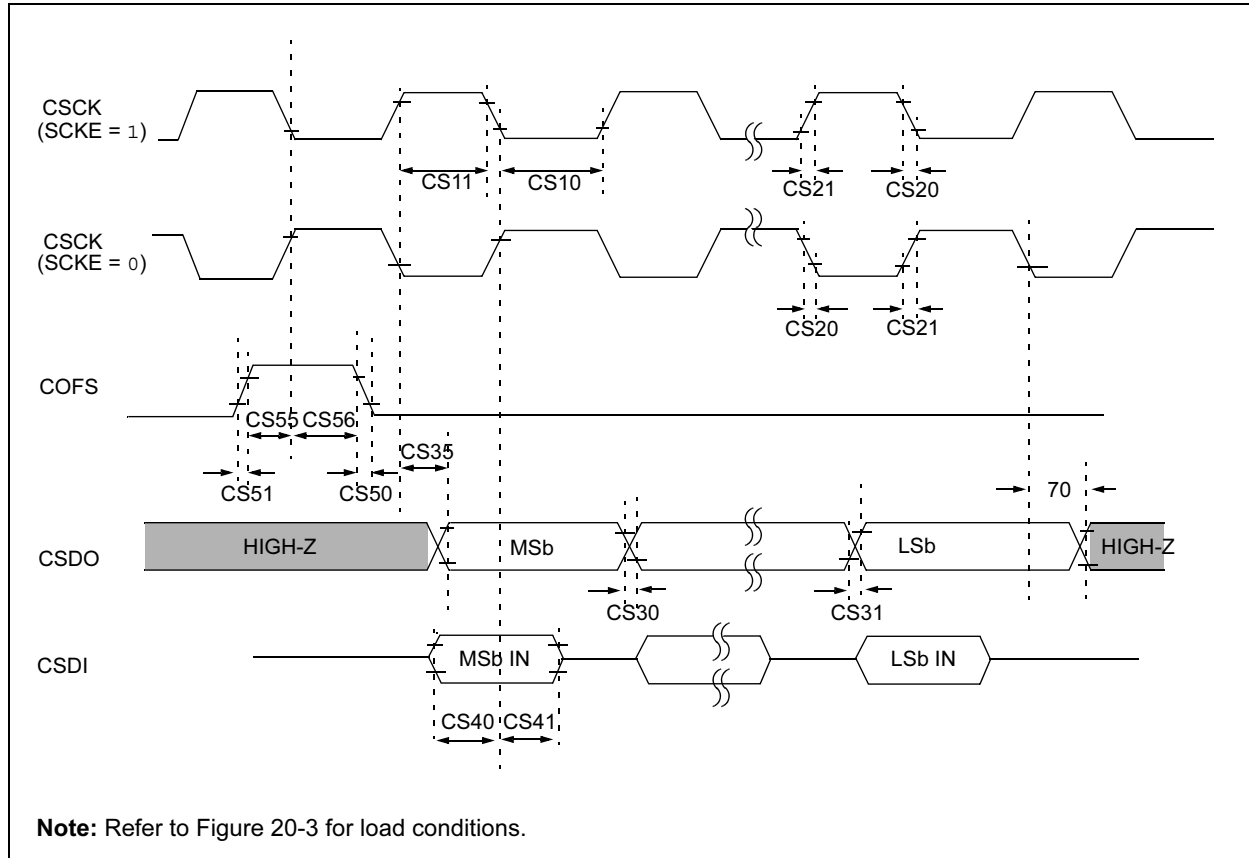 CSCK
(SCKE = 1)
CS11
CS10
CS21
CS20
CSCK
(SCKE = 0)
CS20
CS21
COFS
CS55
CS56
CS35
CS51
CS50
70
CSDO
HIGH-Z
MSb
LSb
HIGH-Z
CS30
CS31
CSDI
MSb IN
LSb IN
CS40
CS41
Note: Refer to Figure 20-3 for load conditions.